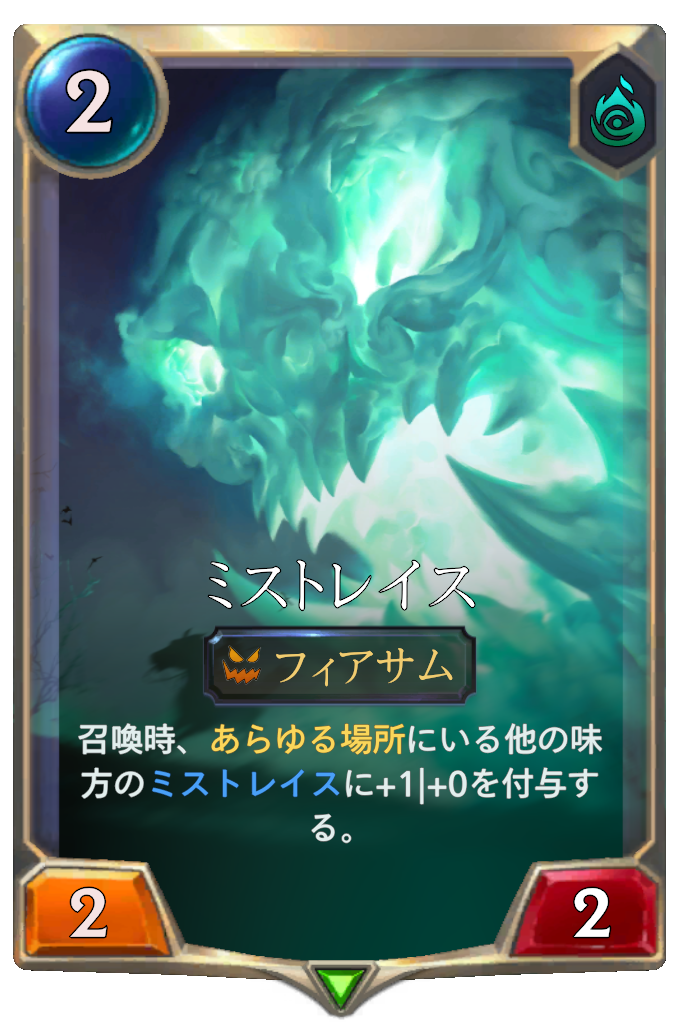 2
ミストレイス
フィアサム
召喚時、あらゆる場所にいる他の味
方のミストレイスに+1|+0を付与す
る。
2 2